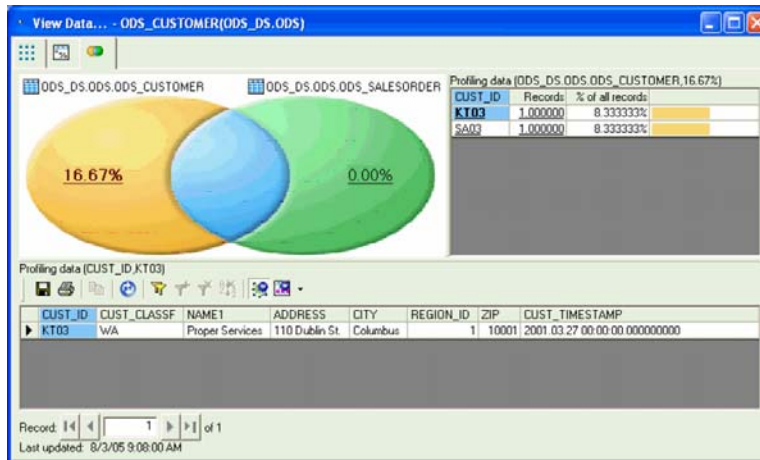 View Data... - ODS_CUSTOMER(ODS_DS.ODS)
ODS_DS.ODS.ODS_CUSTOMER
ODS_DS.ODS.ODS_SALESORDER
16.67%
0.00%
Profiling data (ODS_DS.ODS.ODS_CUSTOMER,16.67%)
CUST_ID Records % of all records
KT03 1.000000 8.333333%
SA03 1.000000 8.333333%
Profiling data (CUST_ID,KT03)
CUST_ID CUST_CLASSF NAME1 ADDRESS CITY REGION_ID ZIP CUST_TIMESTAMP
KT03 WA Proper Services 110 Dublin St. Columbus 1 10001 2001.03.27 00:00:00.000000000
Record: 1 of 1
Last updated: 8/3/05 9:08:00 AM